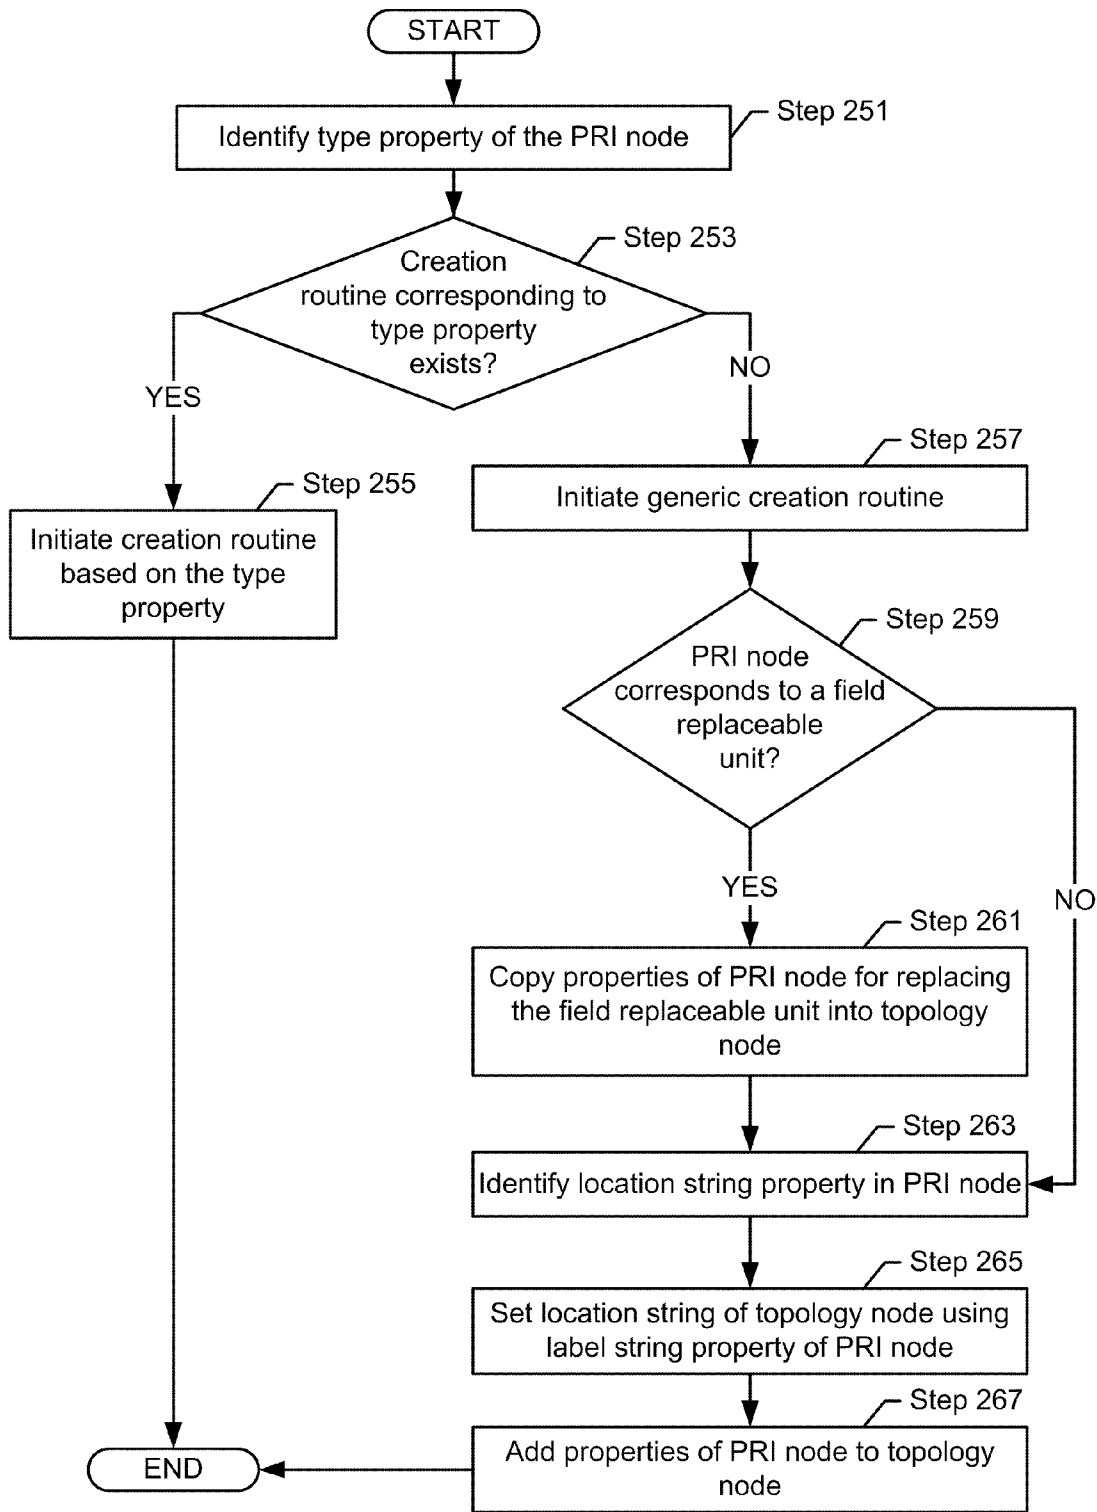 START
Step 251
Identify type property of the PRI node
Step 253
Creation
routine corresponding to
type property
exists?
YES
NO
Step 255
Initiate creation routine
based on the type
property
Step 257
Initiate generic creation routine
Step 259
PRI node
corresponds to a field
replaceable
unit?
YES
NO
Step 261
Copy properties of PRI node for replacing
the field replaceable unit into topology
node
Step 263
Identify location string property in PRI node
Step 265
Set location string of topology node using
label string property of PRI node
Step 267
Add properties of PRI node to topology
node
END